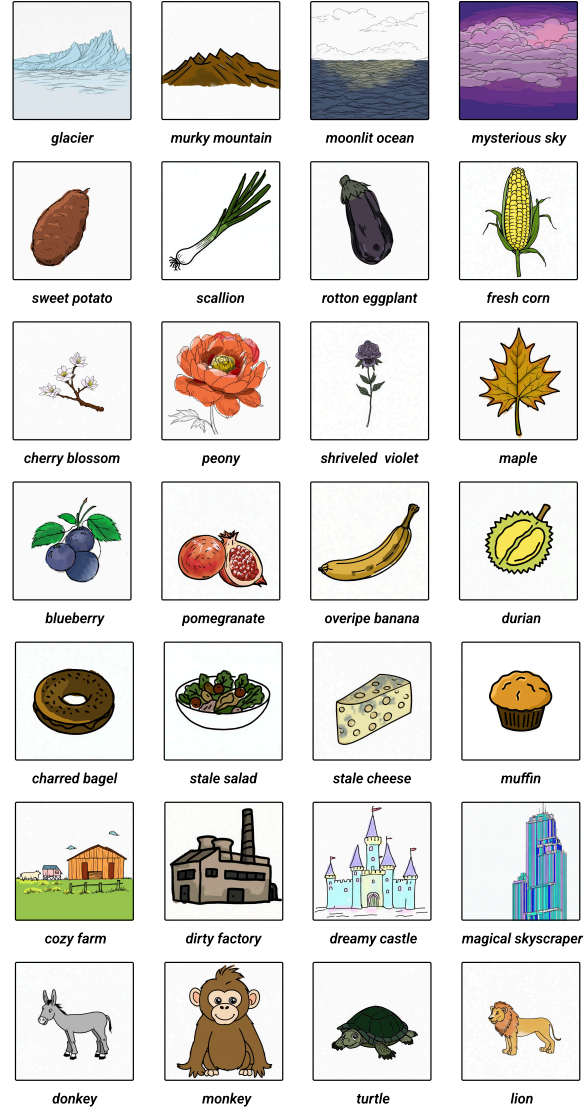 glacier murky mountain moonlit ocean mysterious sky
sweet potato scallion rotton eggplant fresh corn
cherry blossom peony shriveled violet maple
blueberry pomegranate overipe banana durian
charred bagel stale salad stale cheese muffin
cozy farm dirty factory dreamy castle magical skyscraper
donkey monkey turtle lion